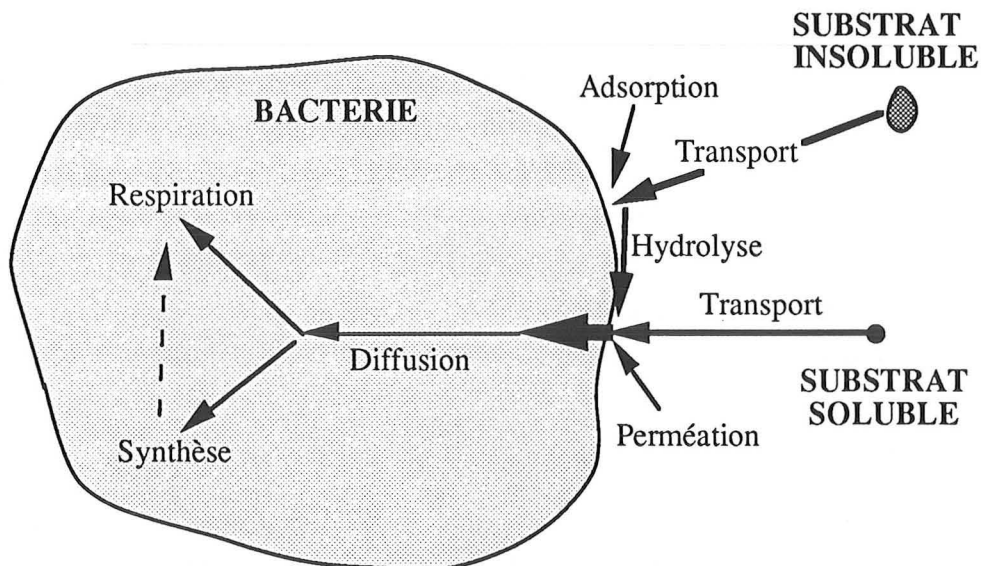 SUBSTRAT
INSOLUBLE
Adsorption
BACTERIE
Transport
Respiration
Hydrolyse
Transport
Diffusion
SUBSTRAT
SOLUBLE
Perméation
Synthèse